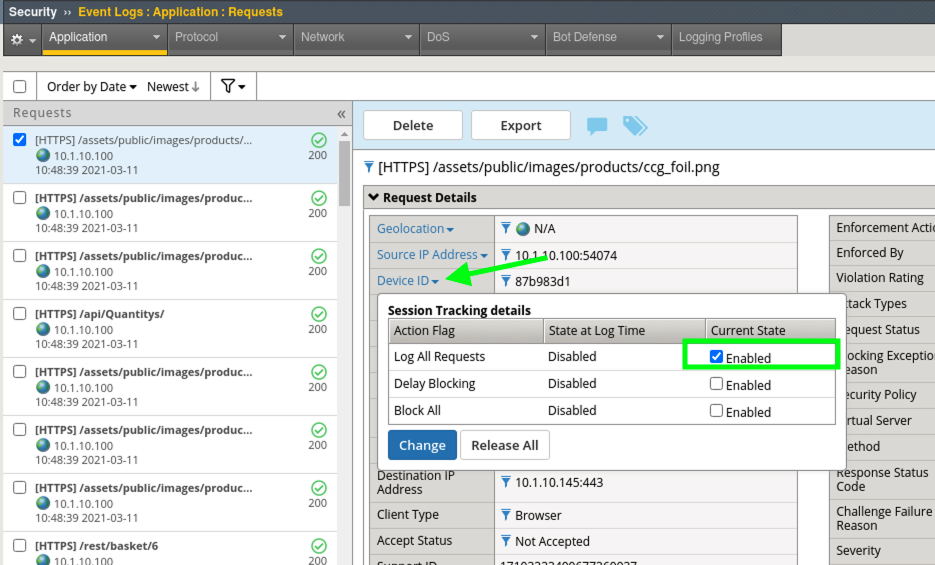 Security ›› Event Logs : Application : Requests
Application Protocol Network DoS Bot Defense Logging Profiles
Order by Date Newest
Requests «
Delete Export
[HTTPS] /assets/public/images/products/...
10.1.10.100 200
10:48:39 2021-03-11
[HTTPS] /assets/public/images/produc...
10.1.10.100 200
10:48:39 2021-03-11
[HTTPS] /assets/public/images/produc...
10.1.10.100 200
10:48:39 2021-03-11
[HTTPS] /api/Quantitys/
10.1.10.100 200
10:48:39 2021-03-11
[HTTPS] /assets/public/images/produc...
10.1.10.100 200
10:48:39 2021-03-11
[HTTPS] /assets/public/images/produc...
10.1.10.100 200
10:48:39 2021-03-11
[HTTPS] /assets/public/images/produc...
10.1.10.100 200
10:48:39 2021-03-11
[HTTPS] /rest/basket/6
10.1.10.100 200
[HTTPS] /assets/public/images/products/ccg_foil.png
Request Details
Geolocation N/A
Source IP Address 10.1.10.100:54074
Device ID 87b983d1
Session Tracking details
Action Flag State at Log Time Current State
Log All Requests Disabled Enabled
Delay Blocking Disabled Enabled
Block All Disabled Enabled
Change Release All
Destination IP
Address
10.1.10.145:443
Client Type Browser
Accept Status Not Accepted
Support ID
Enforcement Actio
Enforced By
Violation Rating
ttack Types
equest Status
ocking Exceptio
eason
ecurity Policy
irtual Server
ethod
Response Status
Code
Challenge Failure
Reason
Severity